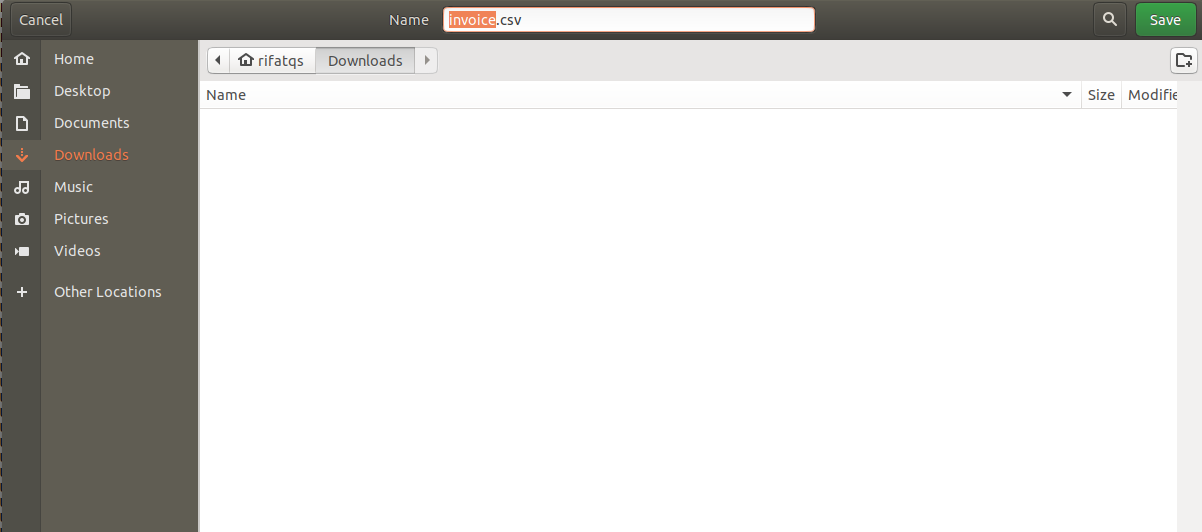 Cancel Name invoice.csv Save
rifatqs Downloads
Name Size Modifie
Home
Desktop
Documents
Downloads
Music
Pictures
Videos
Other Locations